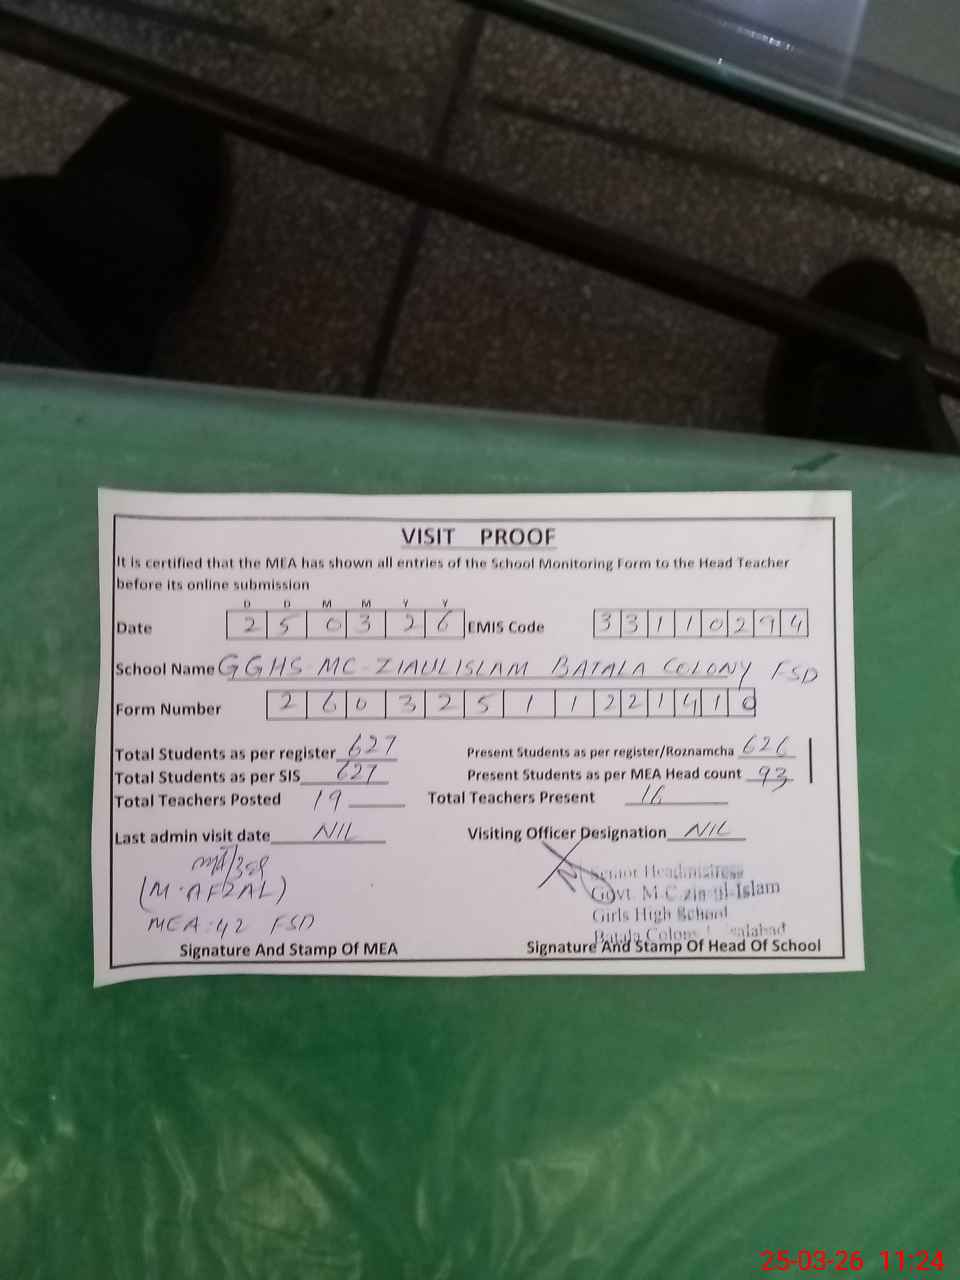 VISIT PROOF
It is certified that the MEA has shown all entries of the School Monitoring Form to the Head Teacher
before its online submission
D D M M Y Y
Date 2 5 0 3 2 6 EMIS Code 3 3 1 1 0 2 9 4
School Name GGHS MC-ZIAULISLAM BATALA COLONY FSD
Form Number 2 6 0 3 2 5 1 1 2 2 1 4 1 0
Total Students as per register 627 Present Students as per register/Roznamcha 626
Total Students as per SIS 627 Present Students as per MEA Head count 93
Total Teachers Posted 19 Total Teachers Present 16
Last admin visit date NIL Visiting Officer Designation NIL
(M.AFZAL)
MEA:42 FSD
Senior Headmistress
Govt. M.C.zia-ul-Islam
Girls High School
Batala Colony
Signature And Stamp Of MEA Signature And Stamp Of Head Of School
25-03-26 11:24